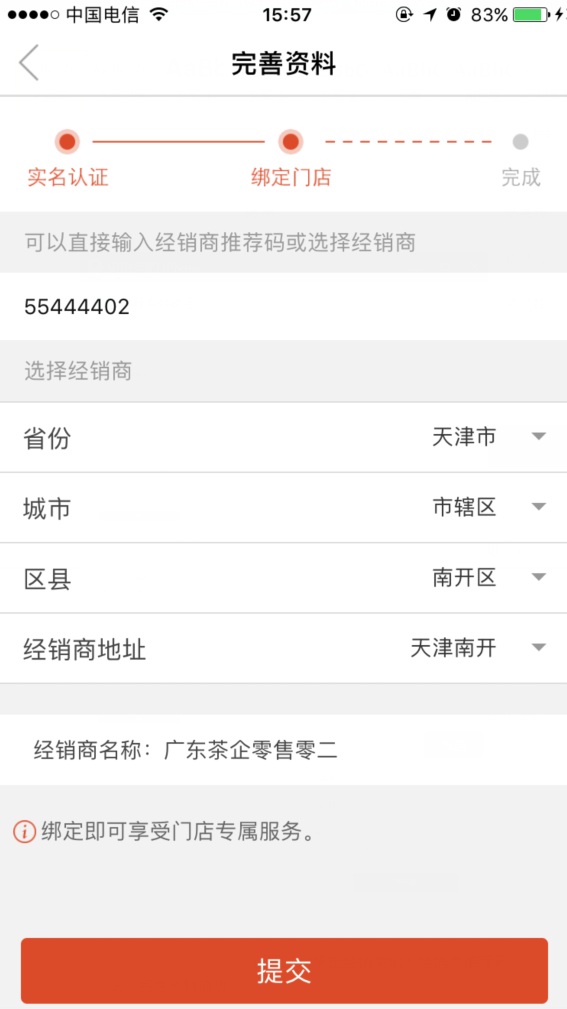 中国电信 15:57 83%
完善资料
实名认证 绑定门店 完成
可以直接输入经销商推荐码或选择经销商
55444402
选择经销商
省份 天津市
城市 市辖区
区县 南开区
经销商地址 天津南开
经销商名称：广东茶企零售零二
绑定即可享受门店专属服务。
提交